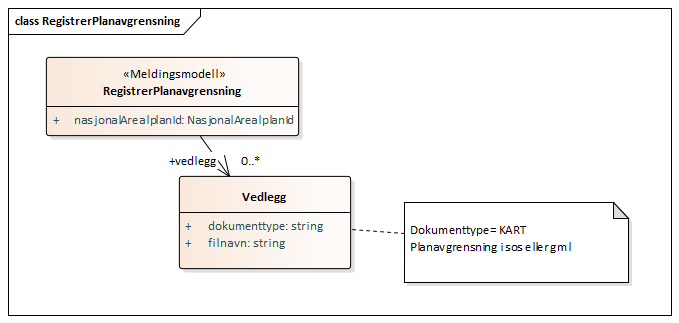 class RegistrerPlanavgrensning
«Meldingsmodell»
RegistrerPlanavgrensning
+ nasjonalArealplanId: NasjonalArealplanId
+vedlegg 0..*
Vedlegg
+ dokumenttype: string
+ filnavn: string
Dokumenttype= KART
Planavgrensning i sos eller gml